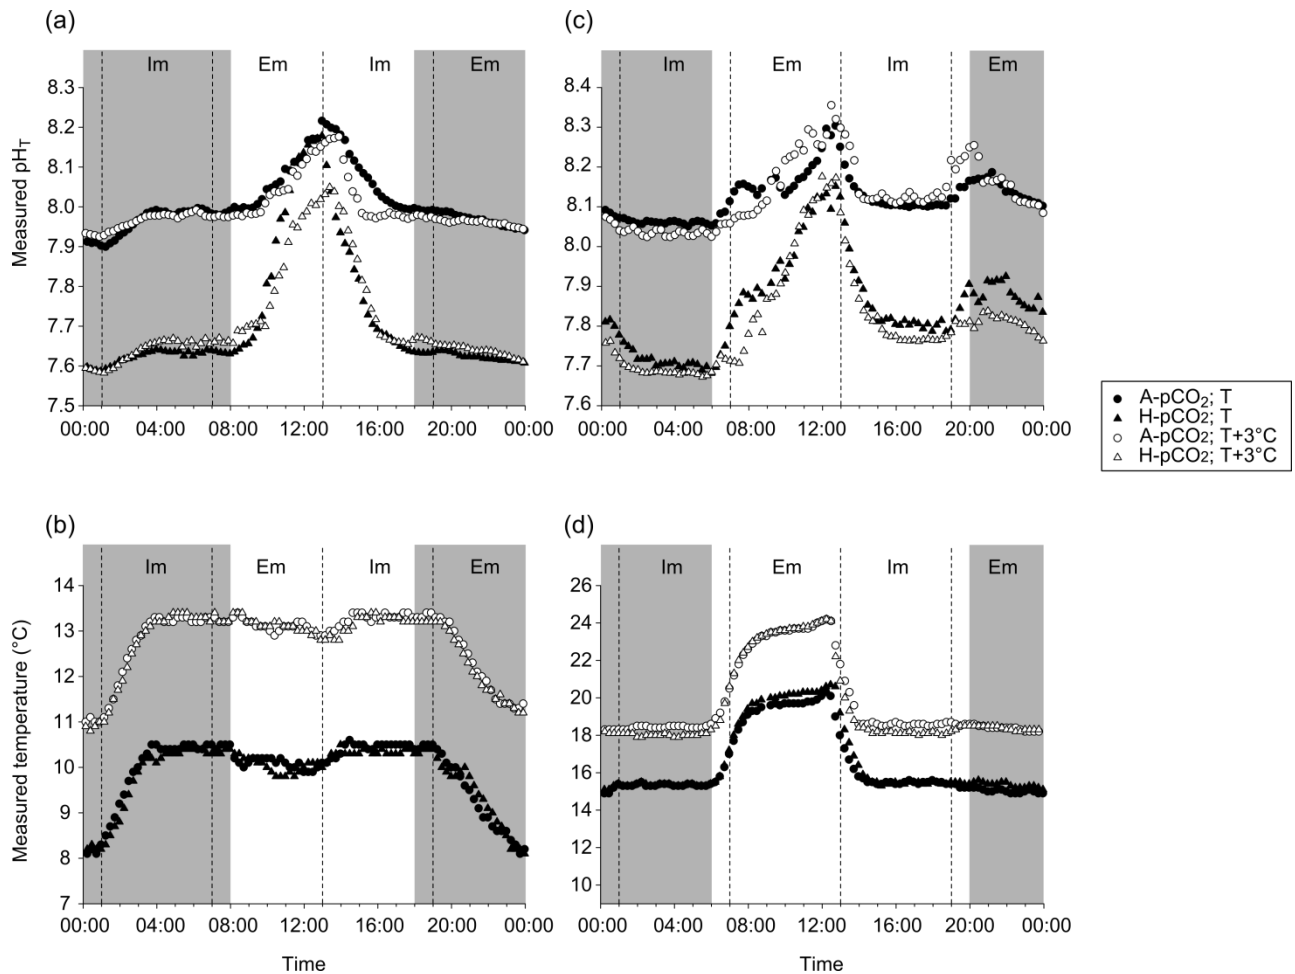 (a)
Im Em Im Em
8.3
8.2
8.1
8.0
7.9
7.8
7.7
7.6
7.5
Measured pHT
00:00 04:00 08:00 12:00 16:00 20:00 00:00
(c)
Im Em Im Em
8.4
8.3
8.2
8.1
8.0
7.9
7.8
7.7
7.6
00:00 04:00 08:00 12:00 16:00 20:00 00:00
A-pCO2; T
H-pCO2; T
A-pCO2; T+3°C
H-pCO2; T+3°C
(b)
Im Em Im Em
14
13
12
11
10
9
8
7
Measured temperature (°C)
00:00 04:00 08:00 12:00 16:00 20:00 00:00
Time
(d)
Im Em Im Em
26
24
22
20
18
16
14
12
10
00:00 04:00 08:00 12:00 16:00 20:00 00:00
Time